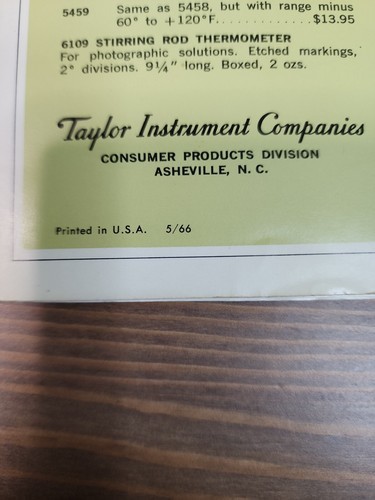 5459 Same as 5458, but with range minus
60° to +120°F............$13.95
6109 STIRRING ROD THERMOMETER
For photographic solutions. Etched markings,
2° divisions. 9¼" long. Boxed, 2 ozs.
Taylor Instrument Companies
CONSUMER PRODUCTS DIVISION
ASHEVILLE, N. C.
Printed in U.S.A. 5/66